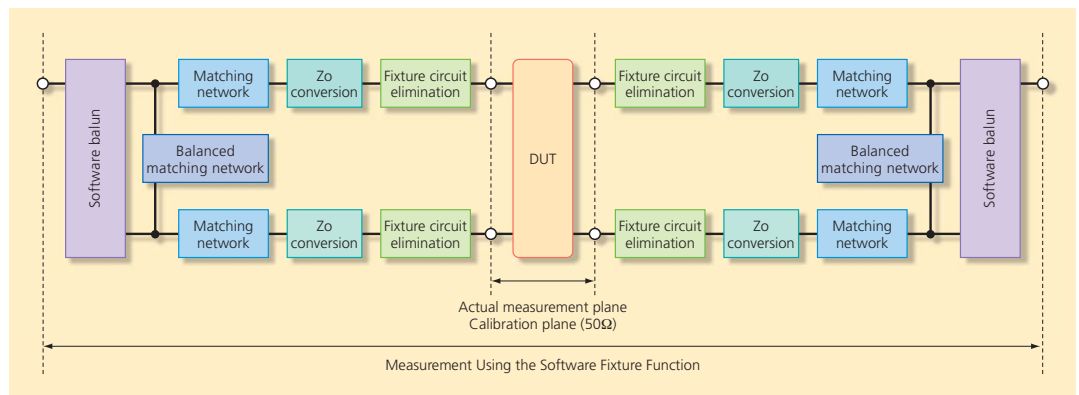 Software balun
Matching
network
Zo
conversion
Fixture circuit
elimination
DUT
Fixture circuit
elimination
Zo
conversion
Matching
network
Software balun
Balanced
matching network
Balanced
matching network
Matching
network
Zo
conversion
Fixture circuit
elimination
Fixture circuit
elimination
Zo
conversion
Matching
network
Actual measurement plane
Calibration plane (50Ω)
Measurement Using the Software Fixture Function